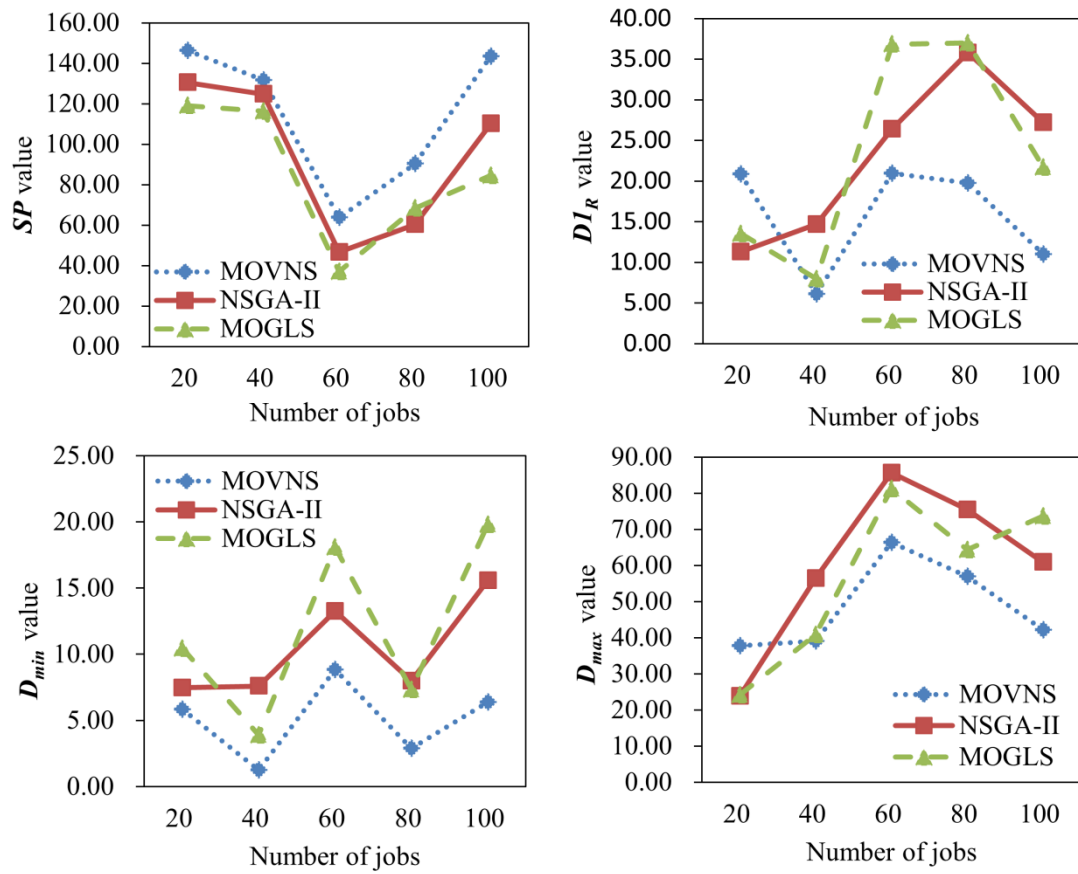 160.00
140.00
120.00
100.00
80.00
60.00
40.00
20.00
0.00
SP value
MOVNS
NSGA-II
MOGLS
20 40 60 80 100
Number of jobs
40.00
35.00
30.00
25.00
20.00
15.00
10.00
5.00
0.00
D1R value
MOVNS
NSGA-II
MOGLS
20 40 60 80 100
Number of jobs
25.00
20.00
15.00
10.00
5.00
0.00
Dmin value
MOVNS
NSGA-II
MOGLS
20 40 60 80 100
Number of jobs
90.00
80.00
70.00
60.00
50.00
40.00
30.00
20.00
10.00
0.00
Dmax value
MOVNS
NSGA-II
MOGLS
20 40 60 80 100
Number of jobs